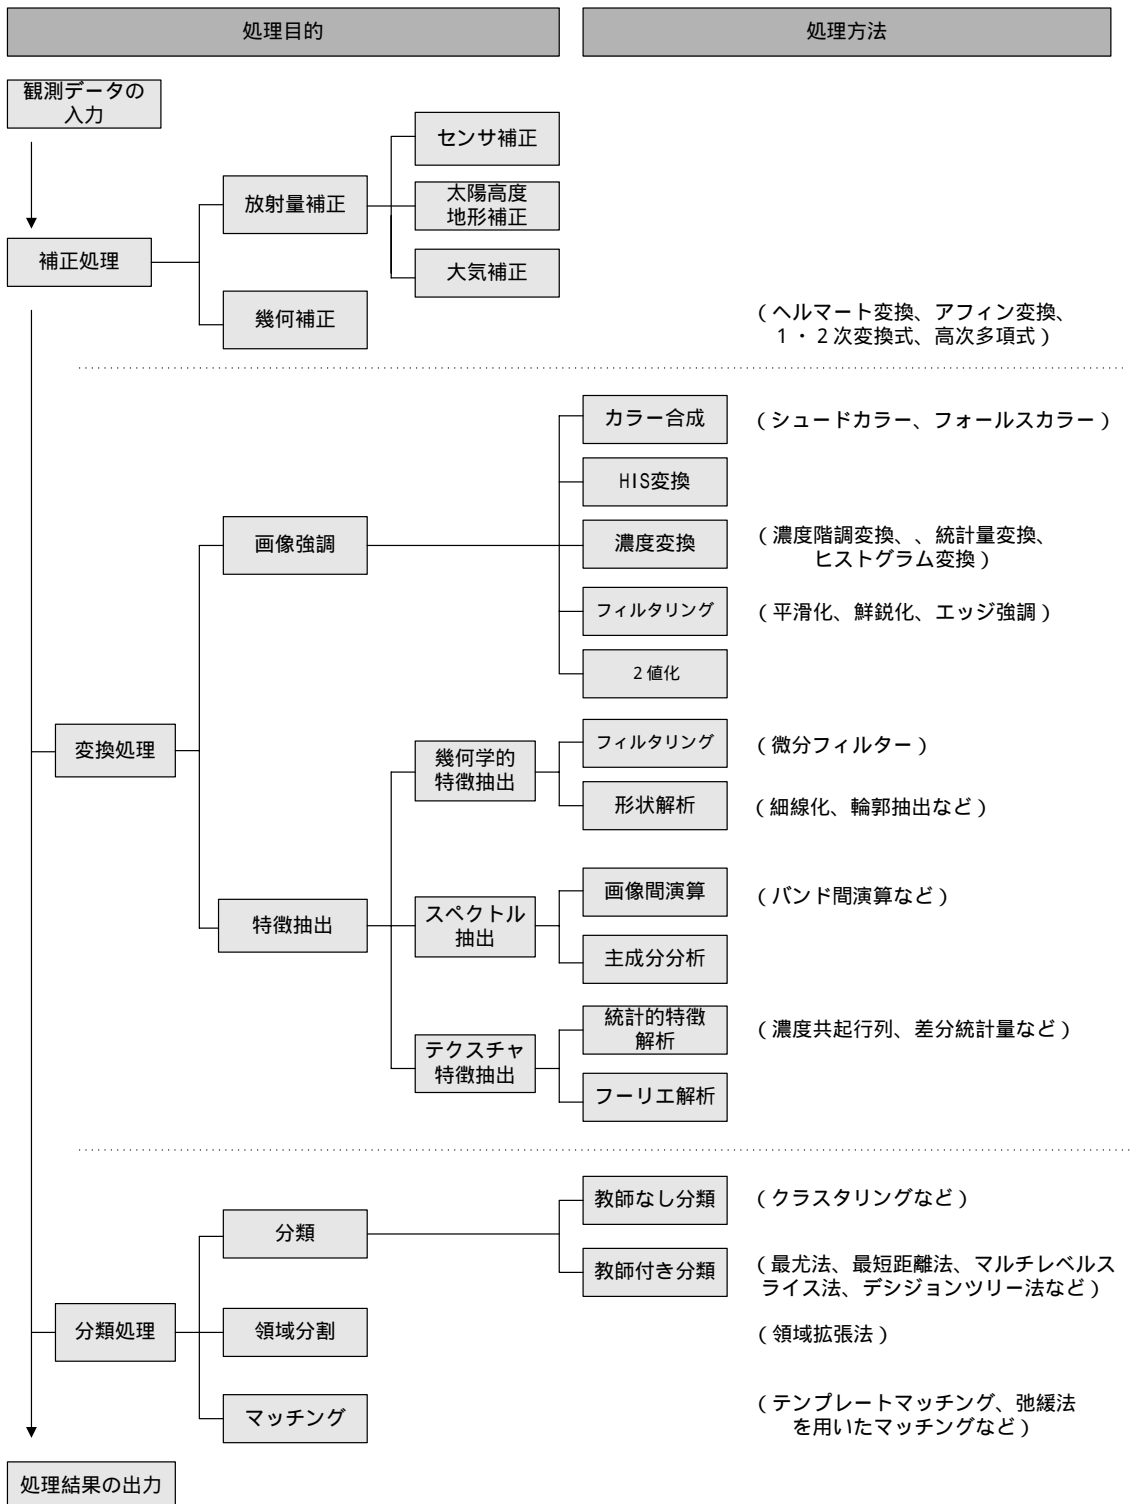 処理目的
処理方法
観測データの
入力
センサ補正
放射量補正
太陽高度
地形補正
補正処理
大気補正
幾何補正
（ヘルマート変換、アフィン変換、
１・２次変換式、高次多項式）
カラー合成
（シュードカラー、フォールスカラー）
HIS変換
画像強調
濃度変換
（濃度階調変換、、統計量変換、
ヒストグラム変換）
フィルタリング
（平滑化、鮮鋭化、エッジ強調）
２値化
変換処理
幾何学的
特徴抽出
フィルタリング
（微分フィルター）
形状解析
（細線化、輪郭抽出など）
特徴抽出
スペクトル
抽出
画像間演算
（バンド間演算など）
主成分分析
テクスチャ
特徴抽出
統計的特徴
解析
（濃度共起行列、差分統計量など）
フーリエ解析
分類
教師なし分類
（クラスタリングなど）
教師付き分類
（最尤法、最短距離法、マルチレベルス
ライス法、デシジョンツリー法など）
分類処理
領域分割
（領域拡張法）
マッチング
（テンプレートマッチング、弛緩法
を用いたマッチングなど）
処理結果の出力